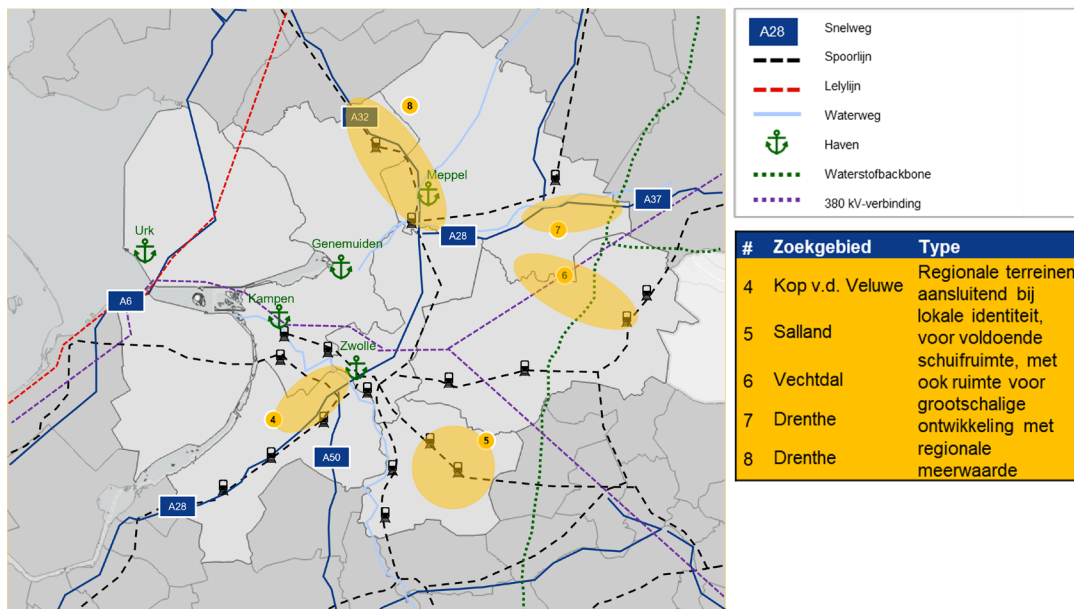 8
A32
Meppel
A37
Urk
7
A28
Genemuiden
6
A6
Kampen
Zwolle
4
5
A50
A28
A28 Snelweg
Spoorlijn
Lelylijn
Waterweg
Haven
Waterstofbackbone
380 kV-verbinding
# Zoekgebied Type
4 Kop v.d. Veluwe
5 Salland
6 Vechtdal
7 Drenthe
8 Drenthe
Regionale terreinen
aansluitend bij
lokale identiteit,
voor voldoende
schuifruimte, met
ook ruimte voor
grootschalige
ontwikkeling met
regionale
meerwaarde